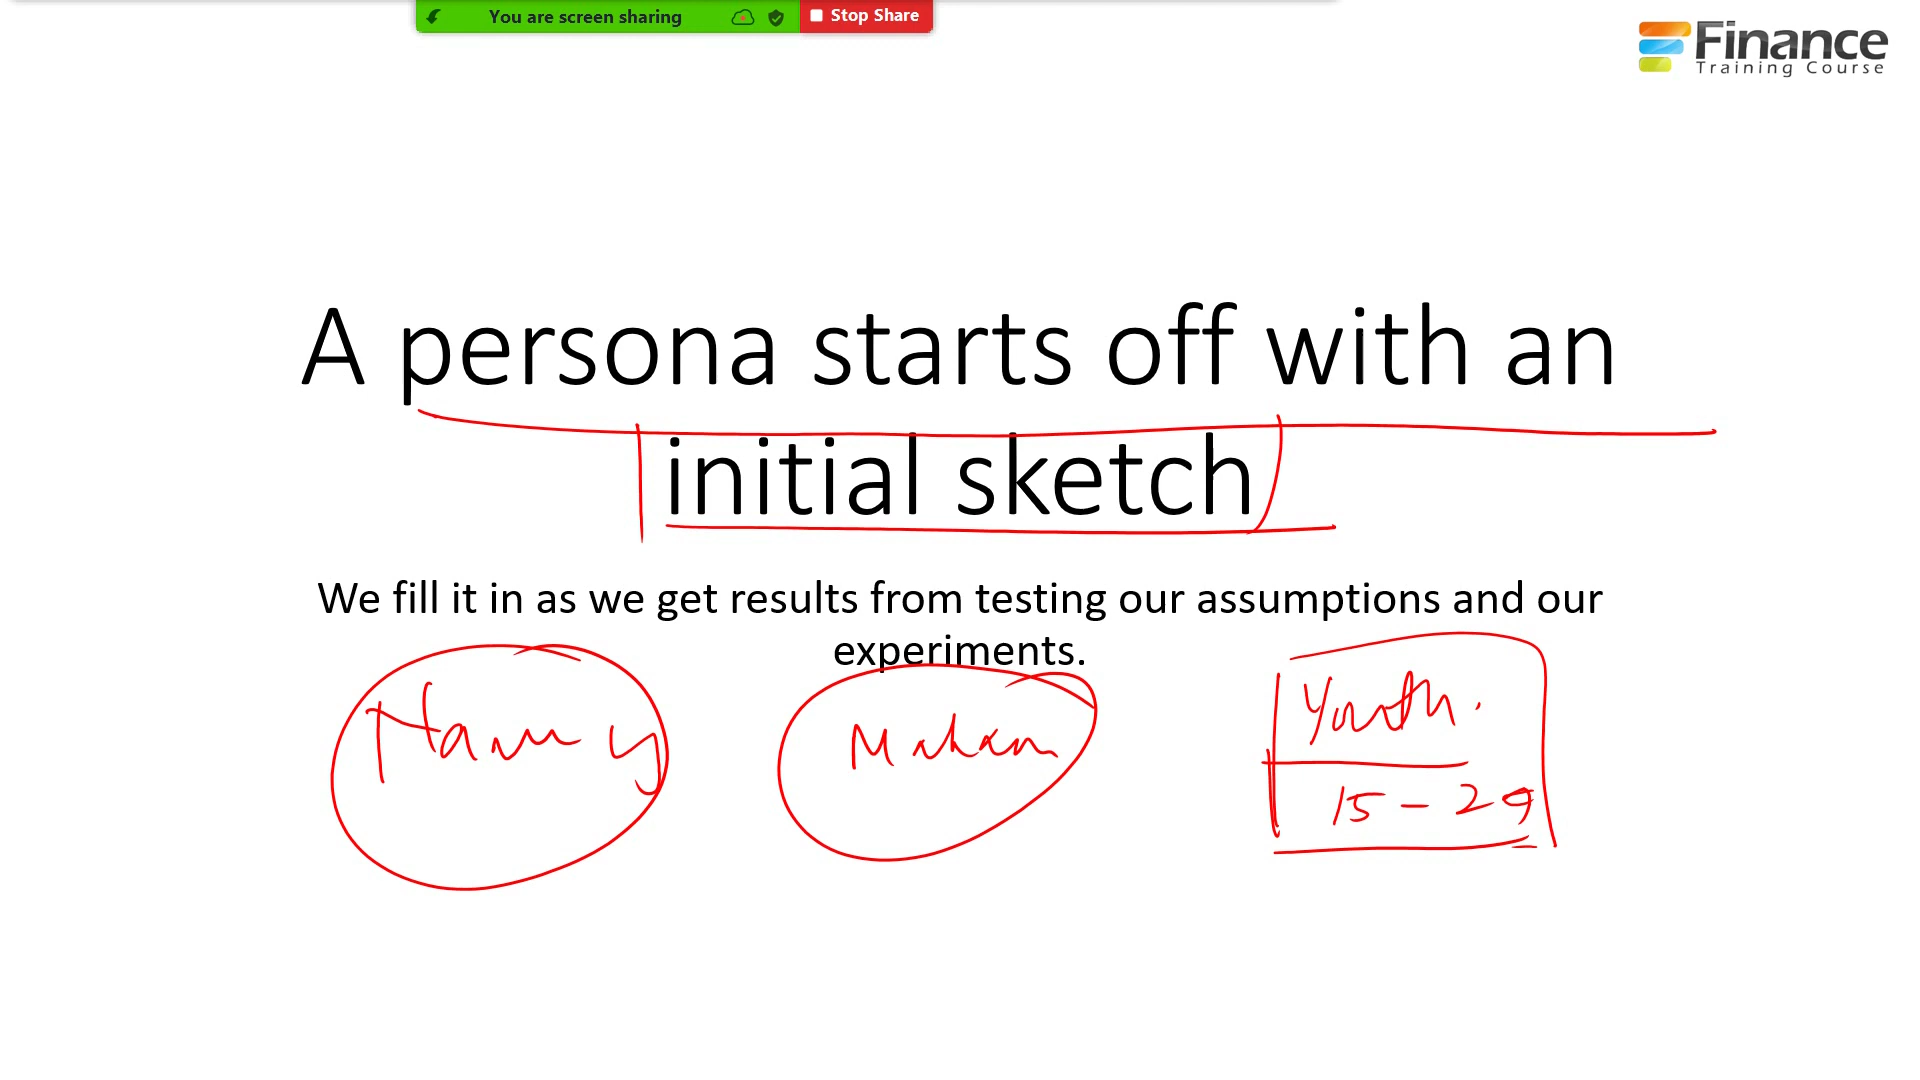 You are screen sharing
Stop Share
Finance
Training Course
A persona starts off with an
initial sketch
We fill it in as we get results from testing our assumptions and our
experiments.
Youth.
15 - 29